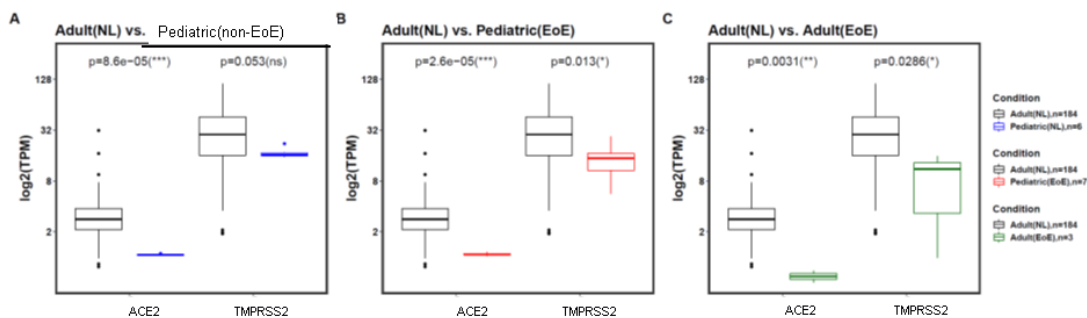 A
Adult(NL) vs. Pediatric(non-EoE)
p=8.6e−05(***) p=0.053(ns)
128
32
8
2
log2(TPM)
ACE2 TMPRSS2
B
Adult(NL) vs. Pediatric(EoE)
p=2.6e−05(***) p=0.013(*)
128
32
8
2
log2(TPM)
ACE2 TMPRSS2
C
Adult(NL) vs. Adult(EoE)
p=0.0031(**) p=0.0286(*)
128
32
8
2
log2(TPM)
ACE2 TMPRSS2
Condition
Adult(NL),n=184
Pediatric(NL),n=6
Condition
Adult(NL),n=184
Pediatric(EoE),n=7
Condition
Adult(NL),n=184
Adult(EoE),n=3